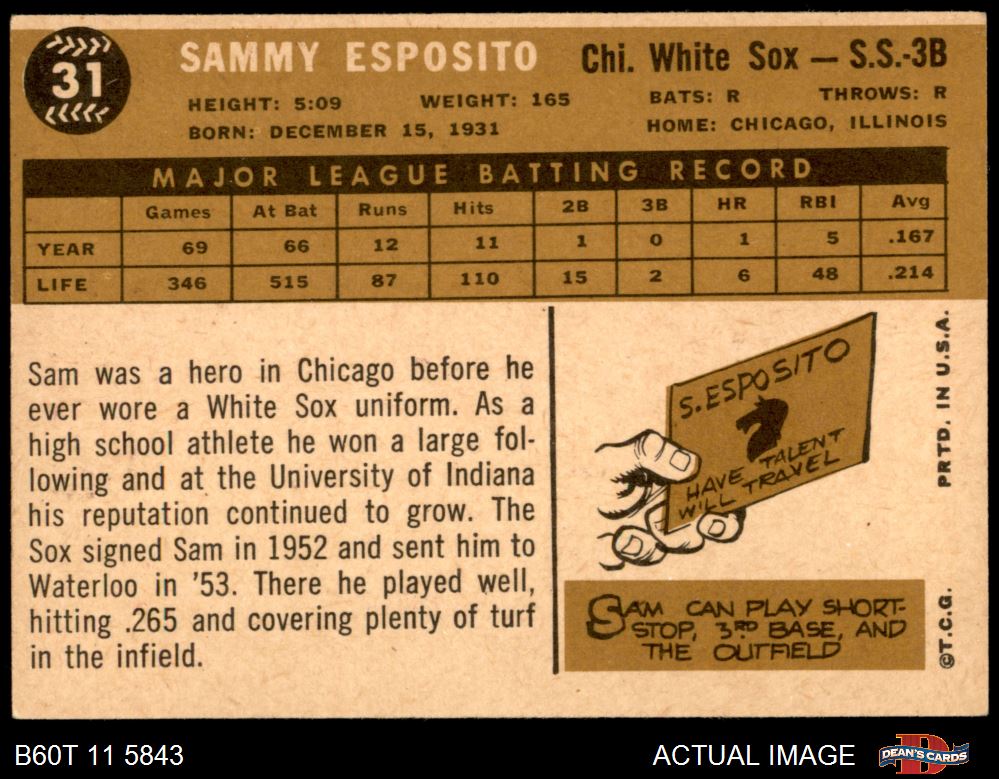 31
SAMMY ESPOSITO
Chi. White Sox — S.S.-3B
HEIGHT: 5:09 WEIGHT: 165 BATS: R THROWS: R
BORN: DECEMBER 15, 1931 HOME: CHICAGO, ILLINOIS
MAJOR LEAGUE BATTING RECORD
Games At Bat Runs Hits 2B 3B HR RBI Avg
YEAR 69 66 12 11 1 0 1 5 .167
LIFE 346 515 87 110 15 2 6 48 .214
Sam was a hero in Chicago before he
ever wore a White Sox uniform. As a
high school athlete he won a large fol-
lowing and at the University of Indiana
his reputation continued to grow. The
Sox signed Sam in 1952 and sent him to
Waterloo in '53. There he played well,
hitting .265 and covering plenty of turf
in the infield.
S. ESPOSITO
HAVE TALENT
WILL TRAVEL
SAM CAN PLAY SHORT-
STOP, 3RD BASE, AND
THE OUTFIELD
PRTD. IN U.S.A.
©T.C.G.
B60T 11 5843
ACTUAL IMAGE
D
DEAN'S CARDS